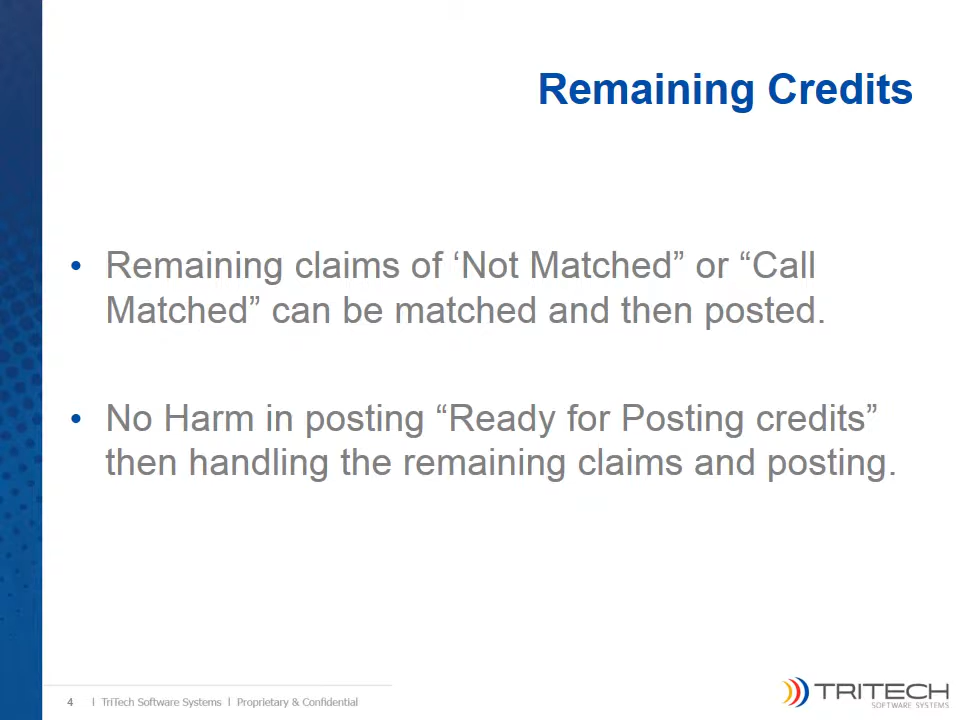 Remaining Credits
• Remaining claims of ‘Not Matched” or “Call
Matched” can be matched and then posted.
• No Harm in posting “Ready for Posting credits”
then handling the remaining claims and posting.
4 | TriTech Software Systems | Proprietary & Confidential
TRITECH
SOFTWARE SYSTEMS